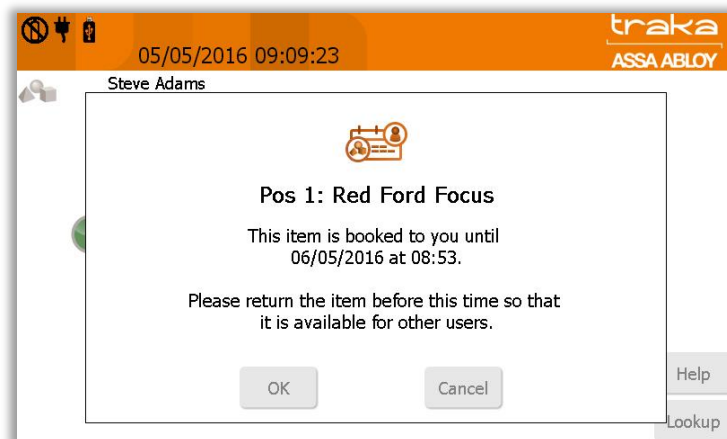 05/05/2016 09:09:23
traka
ASSA ABLOY
Steve Adams
Pos 1: Red Ford Focus
This item is booked to you until
06/05/2016 at 08:53.
Please return the item before this time so that
it is available for other users.
OK
Cancel
Help
Lookup